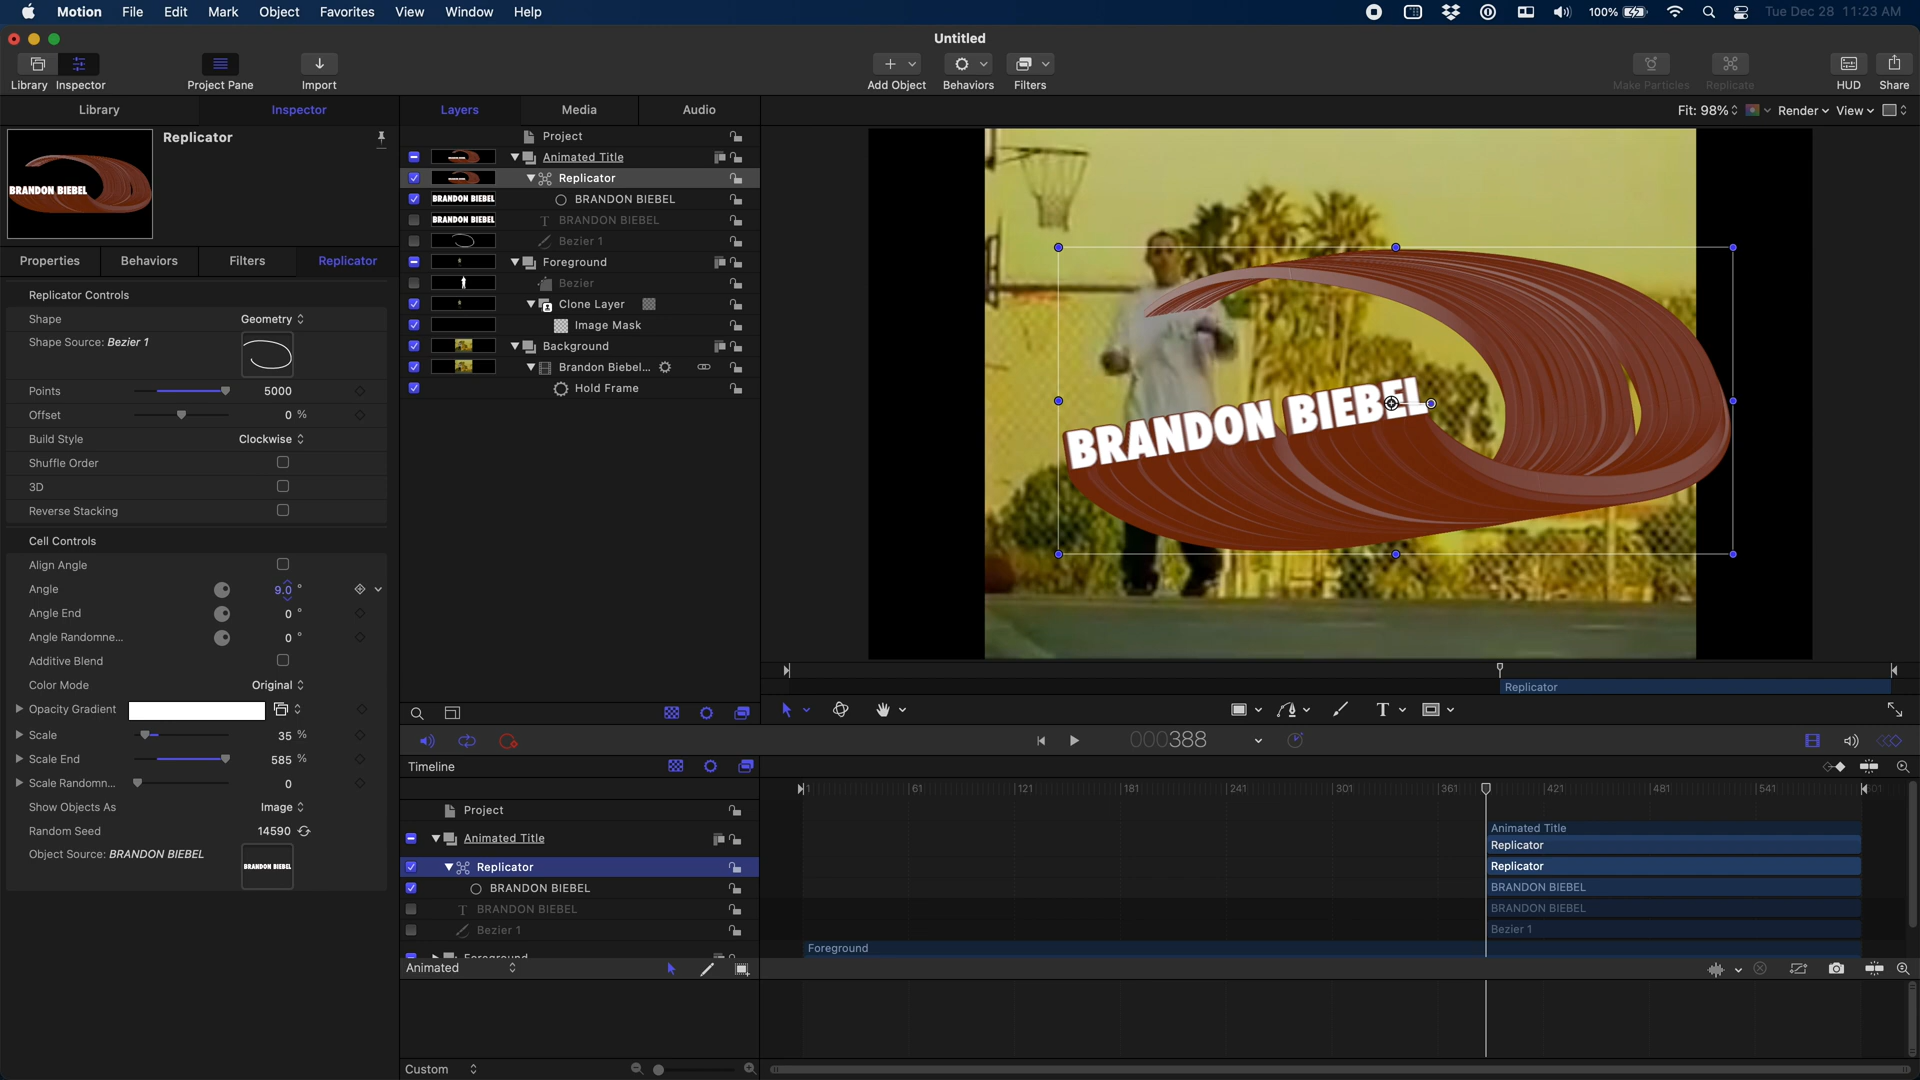 Motion File Edit Mark Object Favorites View Window Help
100% Tue Dec 28 11:23 AM
Untitled
Library Inspector Project Pane Import Add Object Behaviors Filters Make Particles Replicate HUD Share
Library Inspector Layers Media Audio
Fit: 98% Render View
Replicator
BRANDON BIEBEL
Project
Animated Title
Replicator
BRANDON BIEBEL BRANDON BIEBEL
BRANDON BIEBEL BRANDON BIEBEL
Bezier 1
Foreground
Bezier
Clone Layer
Image Mask
Background
Brandon Biebel...
Hold Frame
Properties Behaviors Filters Replicator
Replicator Controls
Shape Geometry
Shape Source: Bezier 1
Points 5000
Offset 0 %
Build Style Clockwise
Shuffle Order
3D
Reverse Stacking
Cell Controls
Align Angle
Angle 9.0 °
Angle End 0 °
Angle Randomne... 0 °
Additive Blend
Color Mode Original
Opacity Gradient
Scale 35 %
Scale End 585 %
Scale Randomn... 0
Show Objects As Image
Random Seed 14590
Object Source: BRANDON BIEBEL
BRANDON BIEBEL
BRANDON BIEBEL
Replicator
T
000388
Timeline
1 61 121 181 241 301 361 421 481 541 601
Project
Animated Title Animated Title
Replicator
Replicator Replicator
BRANDON BIEBEL BRANDON BIEBEL
T BRANDON BIEBEL BRANDON BIEBEL
Bezier 1 Bezier 1
Foreground Foreground
Animated
Custom